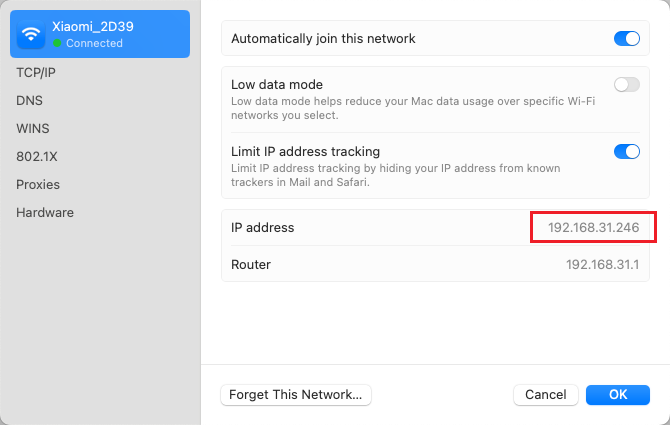 Xiaomi_2D39
Connected
TCP/IP
DNS
WINS
802.1X
Proxies
Hardware
Automatically join this network
Low data mode
Low data mode helps reduce your Mac data usage over specific Wi-Fi
networks you select.
Limit IP address tracking
Limit IP address tracking by hiding your IP address from known
trackers in Mail and Safari.
IP address 192.168.31.246
Router 192.168.31.1
Forget This Network... Cancel OK